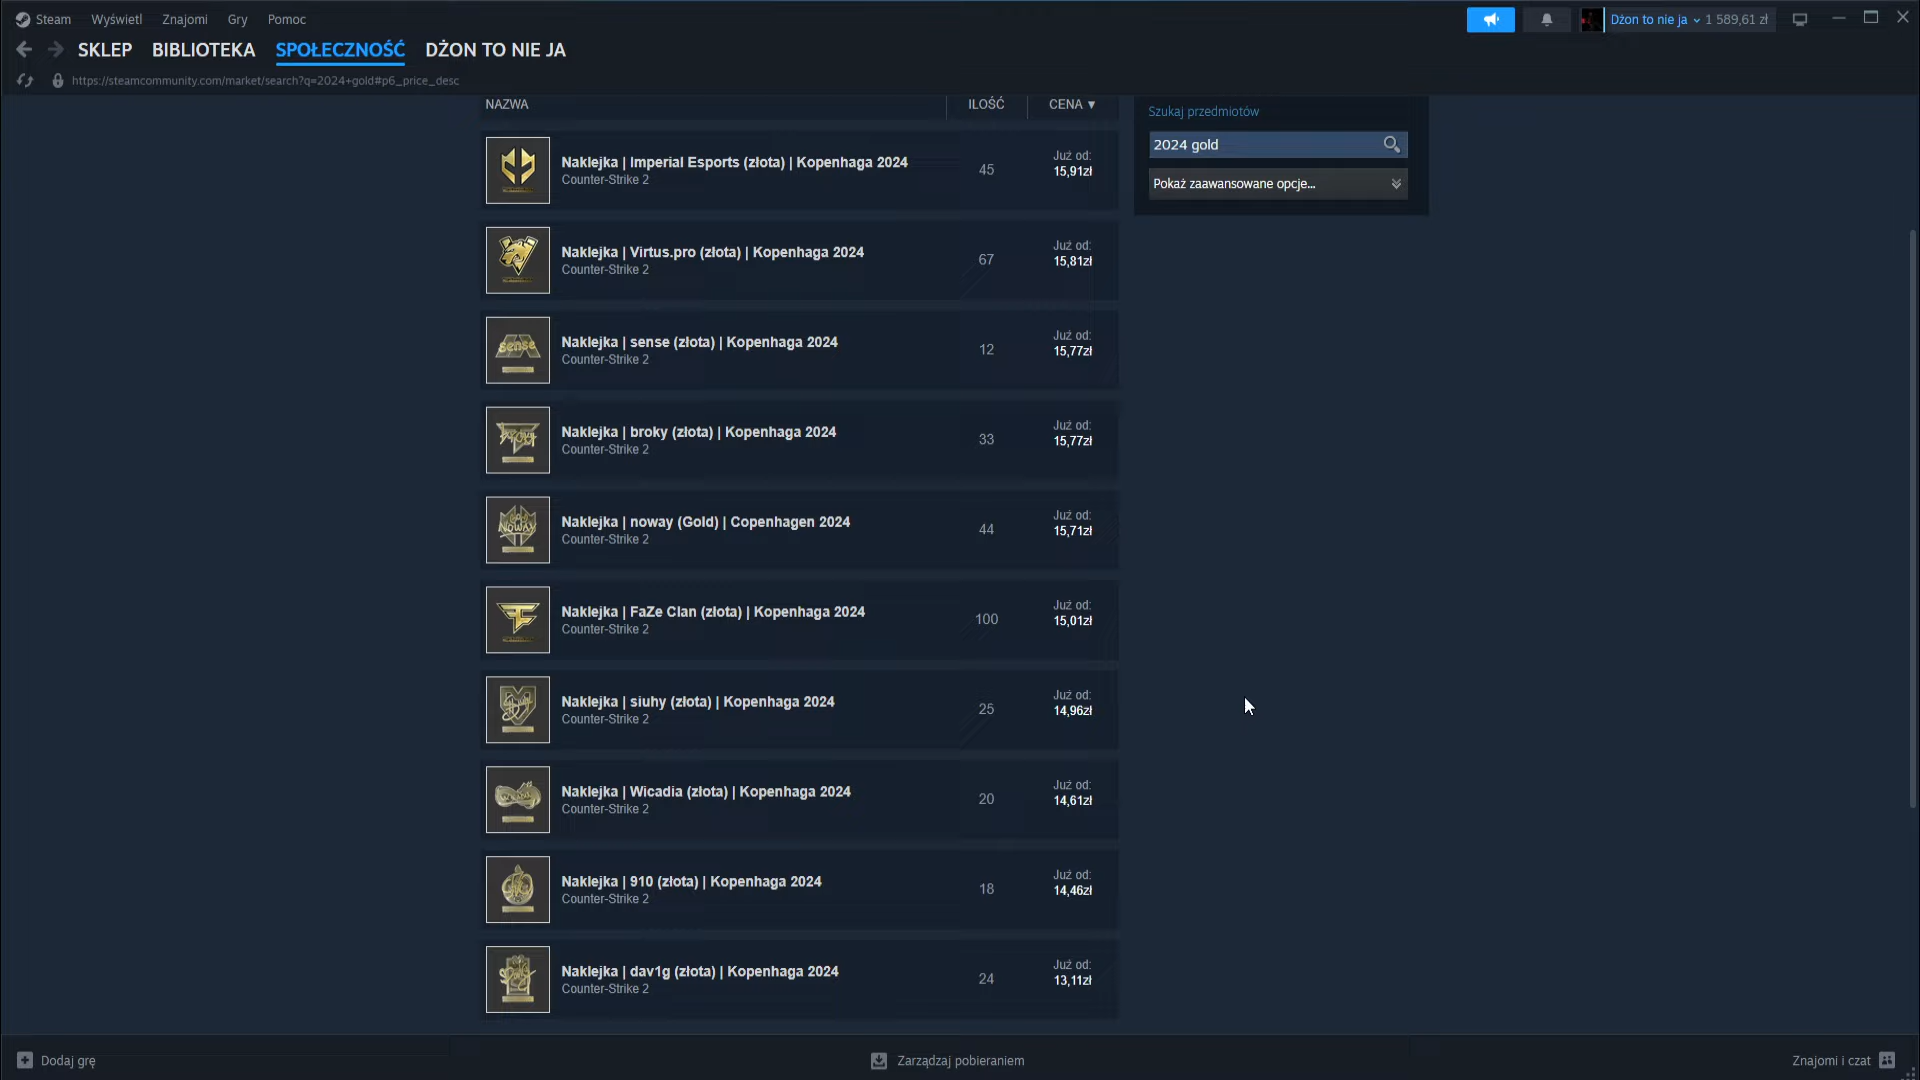 Steam Wyświetl Znajomi Gry Pomoc
Dżon to nie ja 1 589,61 zł
SKLEP BIBLIOTEKA SPOŁECZNOŚĆ DŻON TO NIE JA
https://steamcommunity.com/market/search?q=2024+gold#p6_price_desc
NAZWA ILOŚĆ CENA ▼
Szukaj przedmiotów
2024 gold
Pokaż zaawansowane opcje...
Naklejka | Imperial Esports (złota) | Kopenhaga 2024
Counter-Strike 2
45
Już od:
15,91zł
Naklejka | Virtus.pro (złota) | Kopenhaga 2024
Counter-Strike 2
67
Już od:
15,81zł
Naklejka | sense (złota) | Kopenhaga 2024
Counter-Strike 2
12
Już od:
15,77zł
Naklejka | broky (złota) | Kopenhaga 2024
Counter-Strike 2
33
Już od:
15,77zł
Naklejka | noway (Gold) | Copenhagen 2024
Counter-Strike 2
44
Już od:
15,71zł
Naklejka | FaZe Clan (złota) | Kopenhaga 2024
Counter-Strike 2
100
Już od:
15,01zł
Naklejka | siuhy (złota) | Kopenhaga 2024
Counter-Strike 2
25
Już od:
14,96zł
Naklejka | Wicadia (złota) | Kopenhaga 2024
Counter-Strike 2
20
Już od:
14,61zł
Naklejka | 910 (złota) | Kopenhaga 2024
Counter-Strike 2
18
Już od:
14,46zł
Naklejka | dav1g (złota) | Kopenhaga 2024
Counter-Strike 2
24
Już od:
13,11zł
Dodaj grę
Zarządzaj pobieraniem
Znajomi i czat